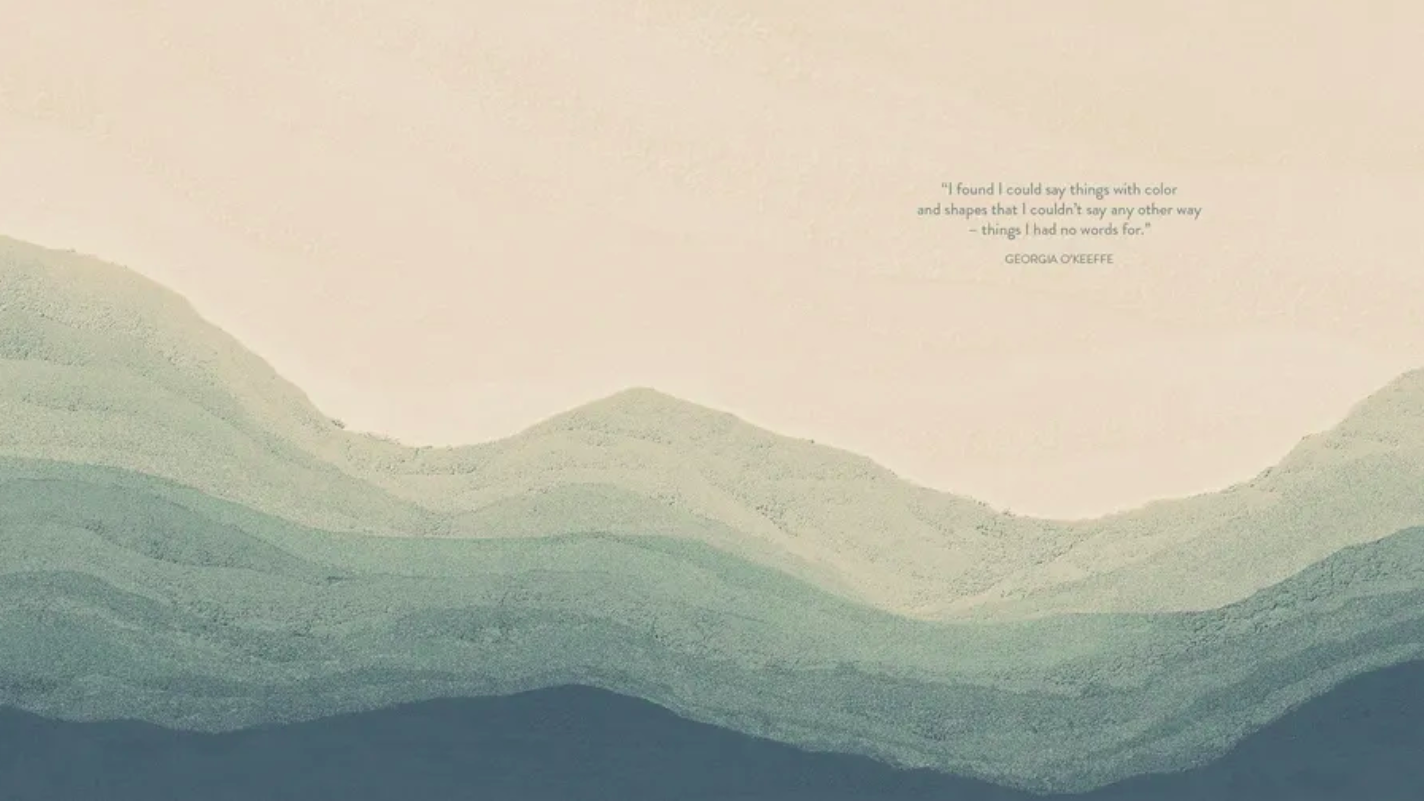 “I found I could say things with color
and shapes that I couldn’t say any other way
– things I had no words for.”
GEORGIA O’KEEFFE